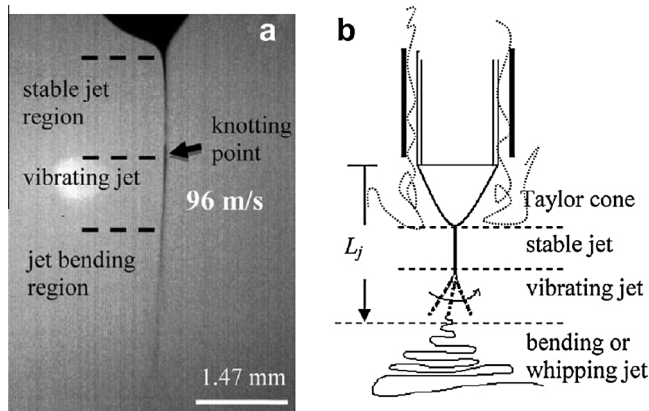 a
stable jet
region
knotting
point
vibrating jet
96 m/s
jet bending
region
1.47 mm
b
Taylor cone
Lj
stable jet
vibrating jet
bending or
whipping jet